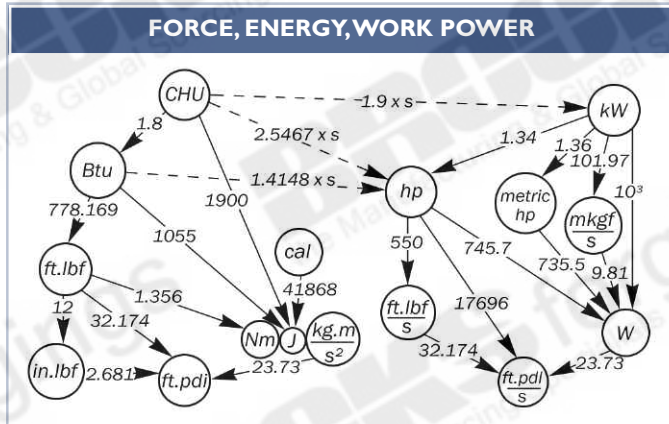 FORCE, ENERGY,WORK POWER
CHU
1.9 x s
kW
1.8
2.5467 x s
1.34
1.36
101.97
Btu
1.4148 x s
hp
metric
hp
mkgf
s
10³
778.169
1900
1055
cal
550
745.7
735.5
9.81
ft.lbf
41868
ft.lbf
s
17696
12
1.356
32.174
Nm
J
kg.m
s²
W
32.174
in.lbf
2.681
ft.pdi
23.73
ft.pdl
s
23.73